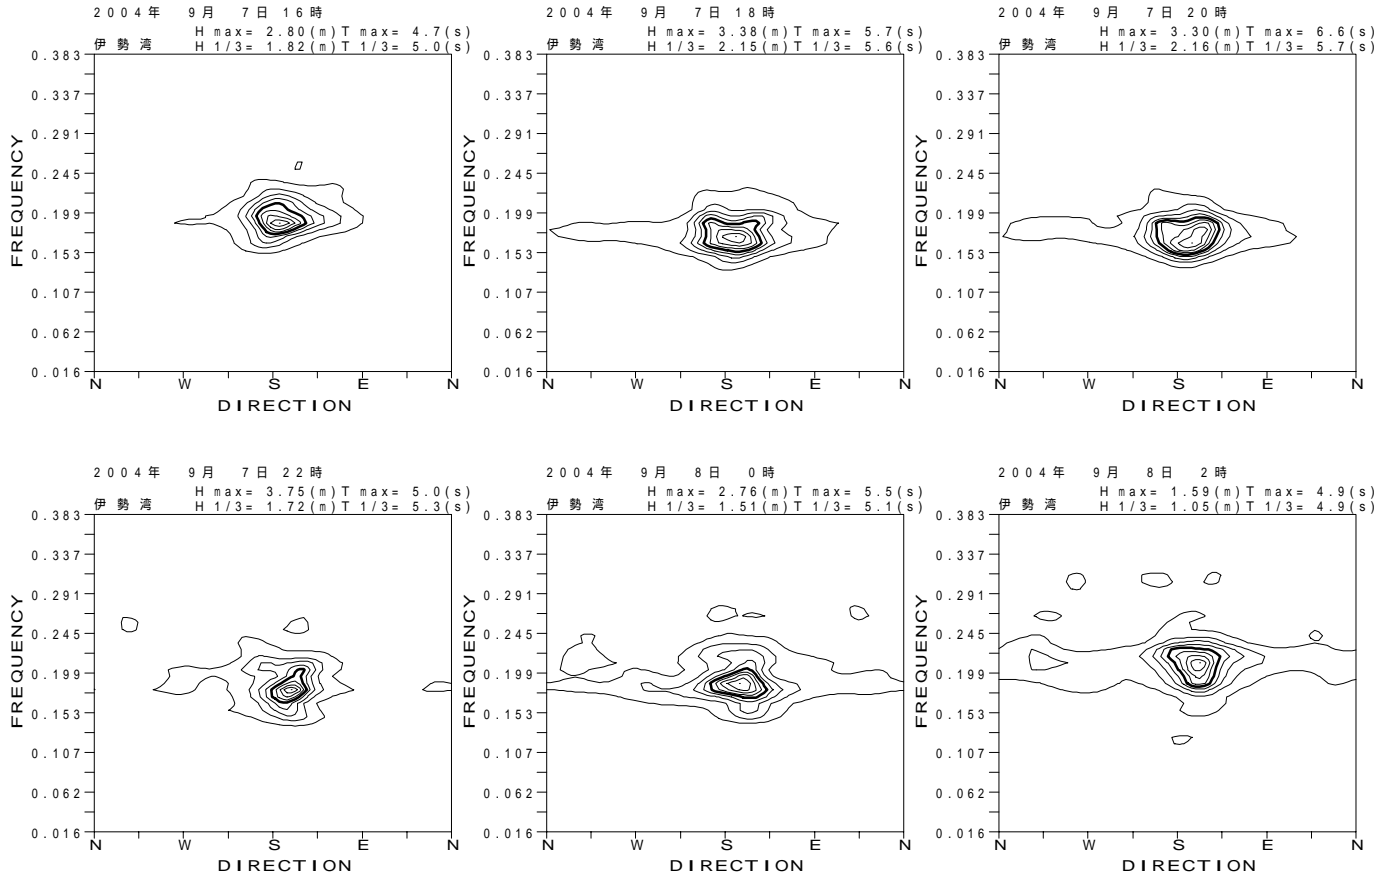 2004年 9月 7日 16時
H max= 2.80(m) T max= 4.7(s)
伊勢湾 H 1/3= 1.82(m) T 1/3= 5.0(s)
0.383
0.337
0.291
0.245
0.199
0.153
0.107
0.062
0.016
FREQUENCY
N W S E N
DIRECTION
2004年 9月 7日 18時
H max= 3.38(m) T max= 5.7(s)
伊勢湾 H 1/3= 2.15(m) T 1/3= 5.6(s)
0.383
0.337
0.291
0.245
0.199
0.153
0.107
0.062
0.016
FREQUENCY
N W S E N
DIRECTION
2004年 9月 7日 20時
H max= 3.30(m) T max= 6.6(s)
伊勢湾 H 1/3= 2.16(m) T 1/3= 5.7(s)
0.383
0.337
0.291
0.245
0.199
0.153
0.107
0.062
0.016
FREQUENCY
N W S E N
DIRECTION
2004年 9月 7日 22時
H max= 3.75(m) T max= 5.0(s)
伊勢湾 H 1/3= 1.72(m) T 1/3= 5.3(s)
0.383
0.337
0.291
0.245
0.199
0.153
0.107
0.062
0.016
FREQUENCY
N W S E N
DIRECTION
2004年 9月 8日 0時
H max= 2.76(m) T max= 5.5(s)
伊勢湾 H 1/3= 1.51(m) T 1/3= 5.1(s)
0.383
0.337
0.291
0.245
0.199
0.153
0.107
0.062
0.016
FREQUENCY
N W S E N
DIRECTION
2004年 9月 8日 2時
H max= 1.59(m) T max= 4.9(s)
伊勢湾 H 1/3= 1.05(m) T 1/3= 4.9(s)
0.383
0.337
0.291
0.245
0.199
0.153
0.107
0.062
0.016
FREQUENCY
N W S E N
DIRECTION